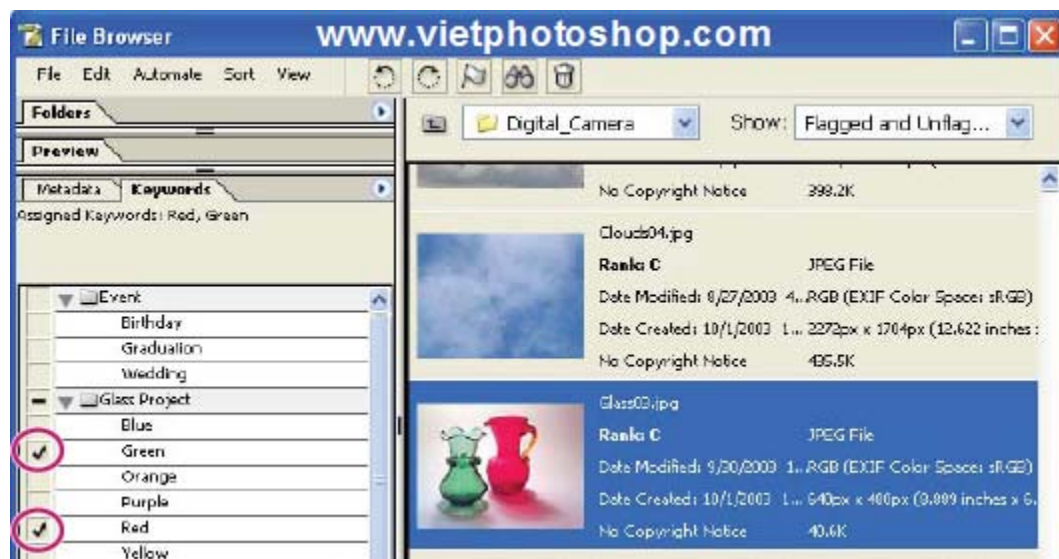 File Browser www.vietphotoshop.com
File Edit Automate Sort View
Folders
Digital_Camera Show: Flagged and Unflag...
Preview
Metadata Keywords
Assigned Keywords: Red, Green
No Copyright Notice 398.2K
Clouds04.jpg
Rank: C JPEG File
Event
Date Modified: 8/27/2003 4... RGB (EXIF Color Space: sRGB)
Birthday
Date Created: 10/1/2003 1... 2272px x 1704px (12.622 inches
Graduation
Wedding
No Copyright Notice 435.5K
Glass Project
Glass03.jpg
Blue
Rank: C JPEG File
Green
Date Modified: 9/30/2003 1... RGB (EXIF Color Space: sRGB)
Orange
Purple
Date Created: 10/1/2003 1... 640px x 480px (8.889 inches x 6.
Red
No Copyright Notice 40.6K
Yellow